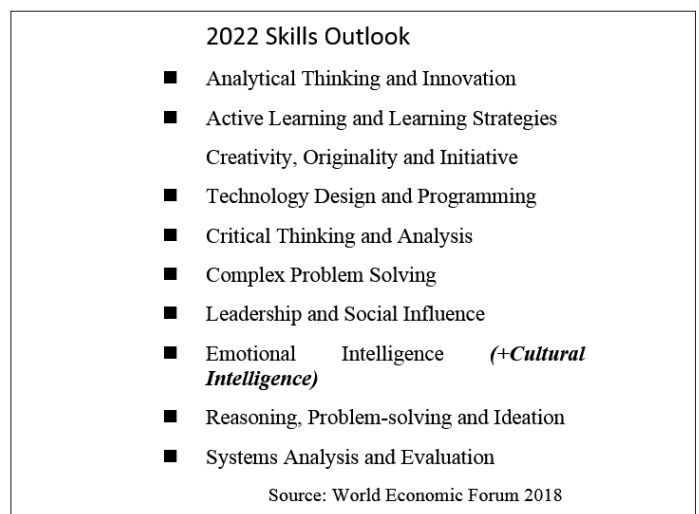 2022 Skills Outlook
■ Analytical Thinking and Innovation
■ Active Learning and Learning Strategies
Creativity, Originality and Initiative
■ Technology Design and Programming
■ Critical Thinking and Analysis
■ Complex Problem Solving
■ Leadership and Social Influence
■ Emotional Intelligence (+Cultural
Intelligence)
■ Reasoning, Problem-solving and Ideation
■ Systems Analysis and Evaluation
Source: World Economic Forum 2018